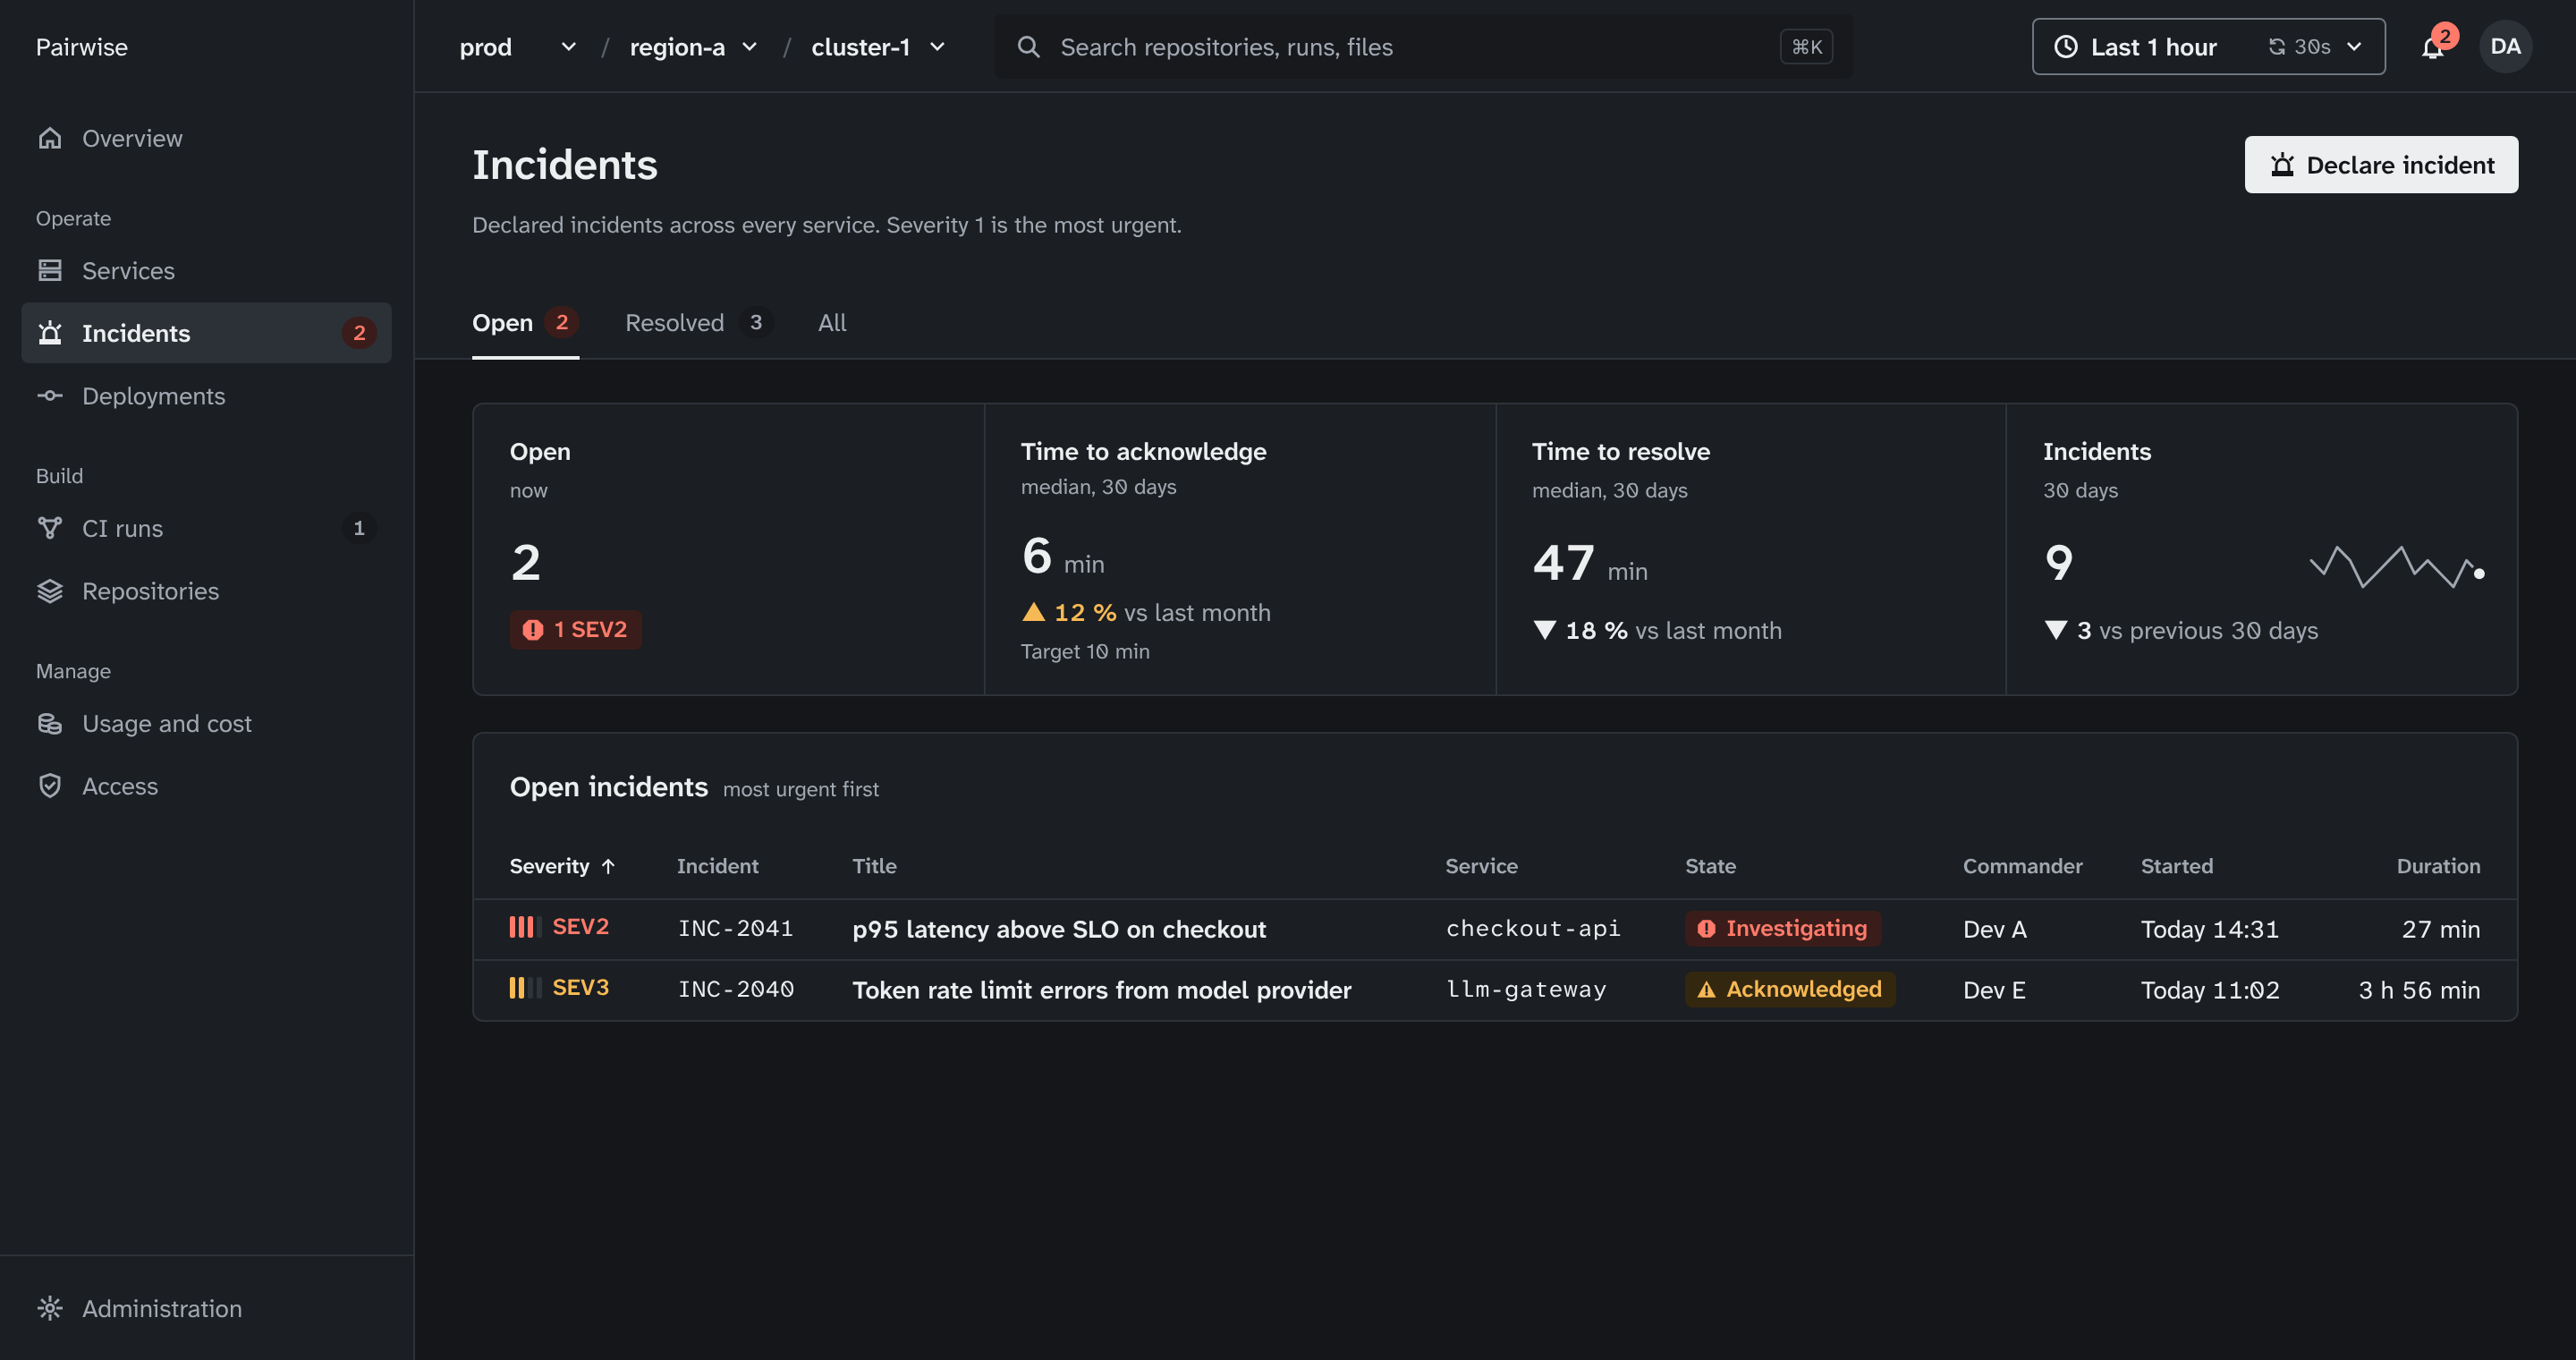 Pairwise
Overview
Operate
Services
Incidents 2
Deployments
Build
CI runs 1
Repositories
Manage
Usage and cost
Access
Administration
prod / region-a / cluster-1
Search repositories, runs, files ⌘K
Last 1 hour 30s
2
DA
Incidents
Declare incident
Declared incidents across every service. Severity 1 is the most urgent.
Open 2 Resolved 3 All
Open
now
2
1 SEV2
Time to acknowledge
median, 30 days
6 min
▲ 12 % vs last month
Target 10 min
Time to resolve
median, 30 days
47 min
▼ 18 % vs last month
Incidents
30 days
9
▼ 3 vs previous 30 days
Open incidents most urgent first
Severity ↑ Incident Title Service State Commander Started Duration
SEV2 INC-2041 p95 latency above SLO on checkout checkout-api Investigating Dev A Today 14:31 27 min
SEV3 INC-2040 Token rate limit errors from model provider llm-gateway Acknowledged Dev E Today 11:02 3 h 56 min